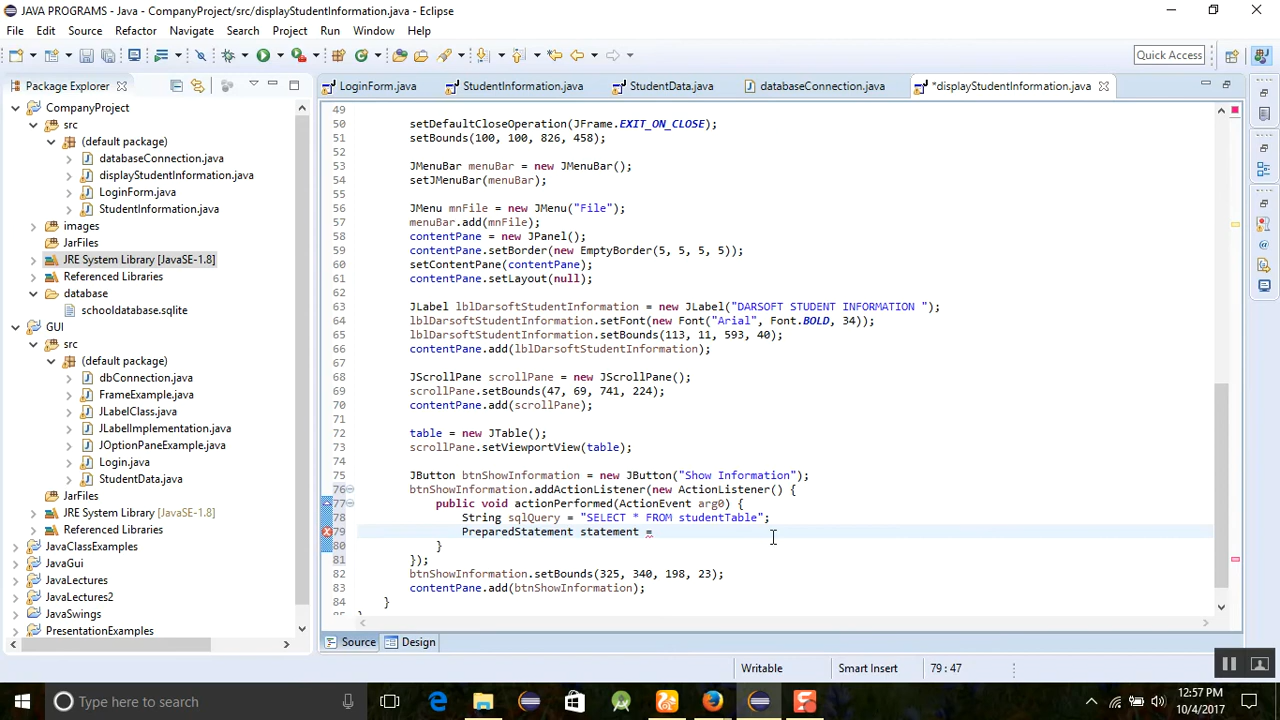 JAVA PROGRAMS - Java - CompanyProject/src/displayStudentInformation.java - Eclipse
File Edit Source Refactor Navigate Search Project Run Window Help
Quick Access
Package Explorer
LoginForm.java StudentInformation.java StudentData.java databaseConnection.java *displayStudentInformation.java
CompanyProject
src
(default package)
databaseConnection.java
displayStudentInformation.java
LoginForm.java
StudentInformation.java
images
JarFiles
JRE System Library [JavaSE-1.8]
Referenced Libraries
database
schooldatabase.sqlite
GUI
src
(default package)
dbConnection.java
FrameExample.java
JLabelClass.java
JLabelImplementation.java
JOptionPaneExample.java
Login.java
StudentData.java
JarFiles
JRE System Library [JavaSE-1.8]
Referenced Libraries
JavaClassExamples
JavaGui
JavaLectures
JavaLectures2
JavaSwings
PresentationExamples
49
50 setDefaultCloseOperation(JFrame.EXIT_ON_CLOSE);
51 setBounds(100, 100, 826, 458);
52
53 JMenuBar menuBar = new JMenuBar();
54 setJMenuBar(menuBar);
55
56 JMenu mnFile = new JMenu("File");
57 menuBar.add(mnFile);
58 contentPane = new JPanel();
59 contentPane.setBorder(new EmptyBorder(5, 5, 5, 5));
60 setContentPane(contentPane);
61 contentPane.setLayout(null);
62
63 JLabel lblDarsoftStudentInformation = new JLabel("DARSOFT STUDENT INFORMATION ");
64 lblDarsoftStudentInformation.setFont(new Font("Arial", Font.BOLD, 34));
65 lblDarsoftStudentInformation.setBounds(113, 11, 593, 40);
66 contentPane.add(lblDarsoftStudentInformation);
67
68 JScrollPane scrollPane = new JScrollPane();
69 scrollPane.setBounds(47, 69, 741, 224);
70 contentPane.add(scrollPane);
71
72 table = new JTable();
73 scrollPane.setViewportView(table);
74
75 JButton btnShowInformation = new JButton("Show Information");
76 btnShowInformation.addActionListener(new ActionListener() {
77 public void actionPerformed(ActionEvent arg0) {
78 String sqlQuery = "SELECT * FROM studentTable";
79 PreparedStatement statement =
80 }
81 });
82 btnShowInformation.setBounds(325, 340, 198, 23);
83 contentPane.add(btnShowInformation);
84 }
Source Design
Writable Smart Insert 79 : 47
Type here to search
12:57 PM
10/4/2017